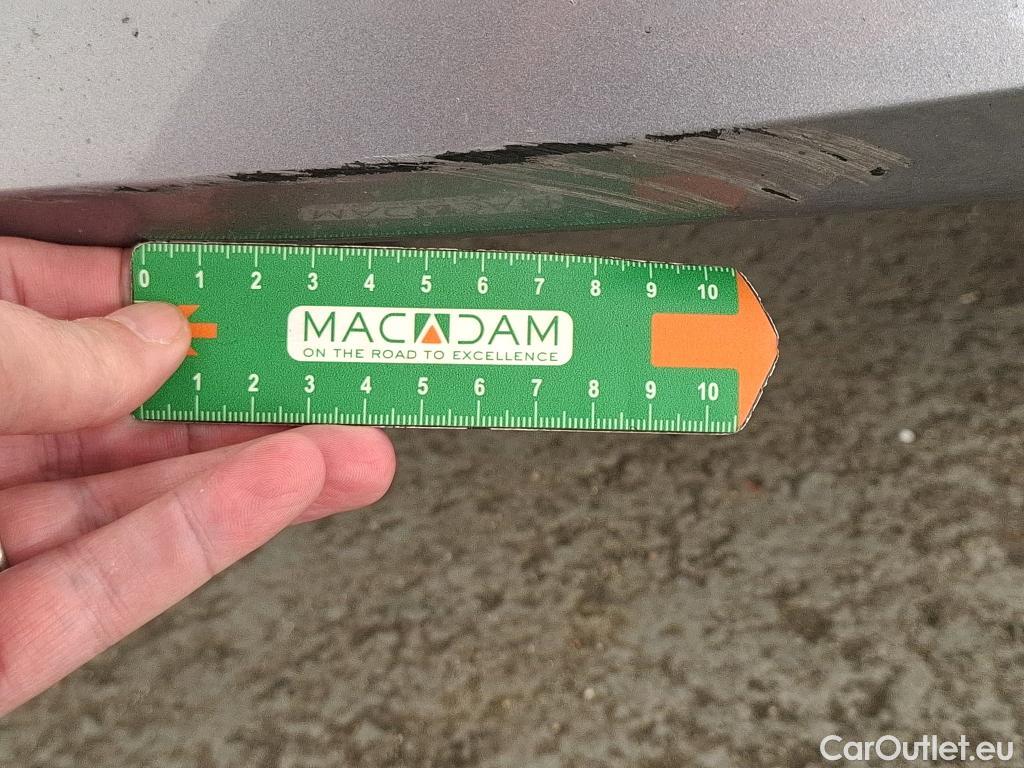 0 1 2 3 4 5 6 7 8 9 10
MACADAM
ON THE ROAD TO EXCELLENCE
1 2 3 4 5 6 7 8 9 10
CarOutlet.eu